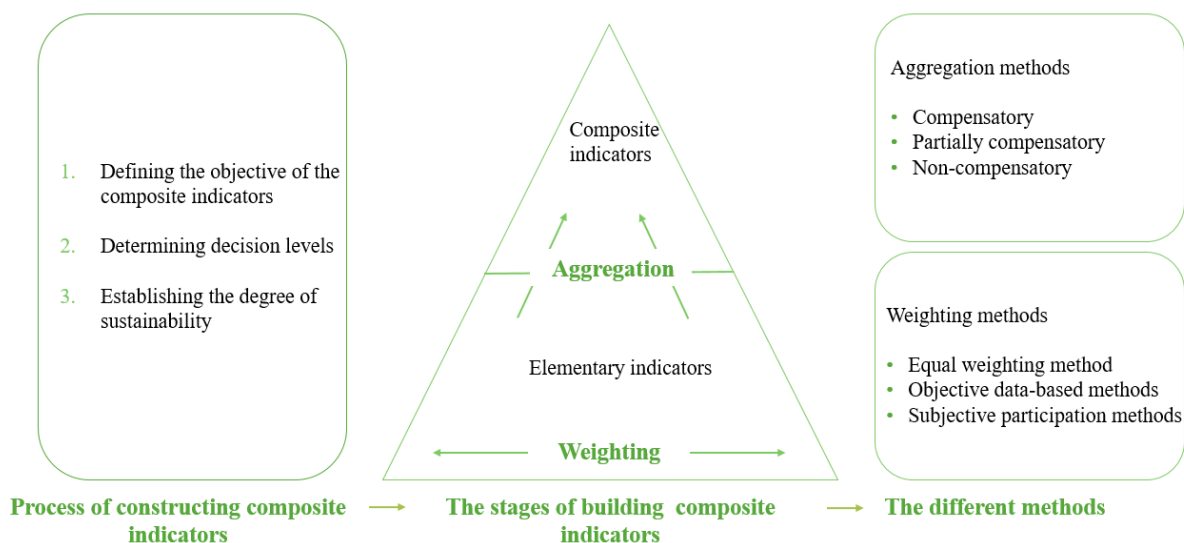 1. Defining the objective of the
composite indicators
2. Determining decision levels
3. Establishing the degree of
sustainability
Process of constructing composite
indicators
Composite
indicators
Aggregation
Elementary indicators
Weighting
The stages of building composite
indicators
Aggregation methods
• Compensatory
• Partially compensatory
• Non-compensatory
Weighting methods
• Equal weighting method
• Objective data-based methods
• Subjective participation methods
The different methods